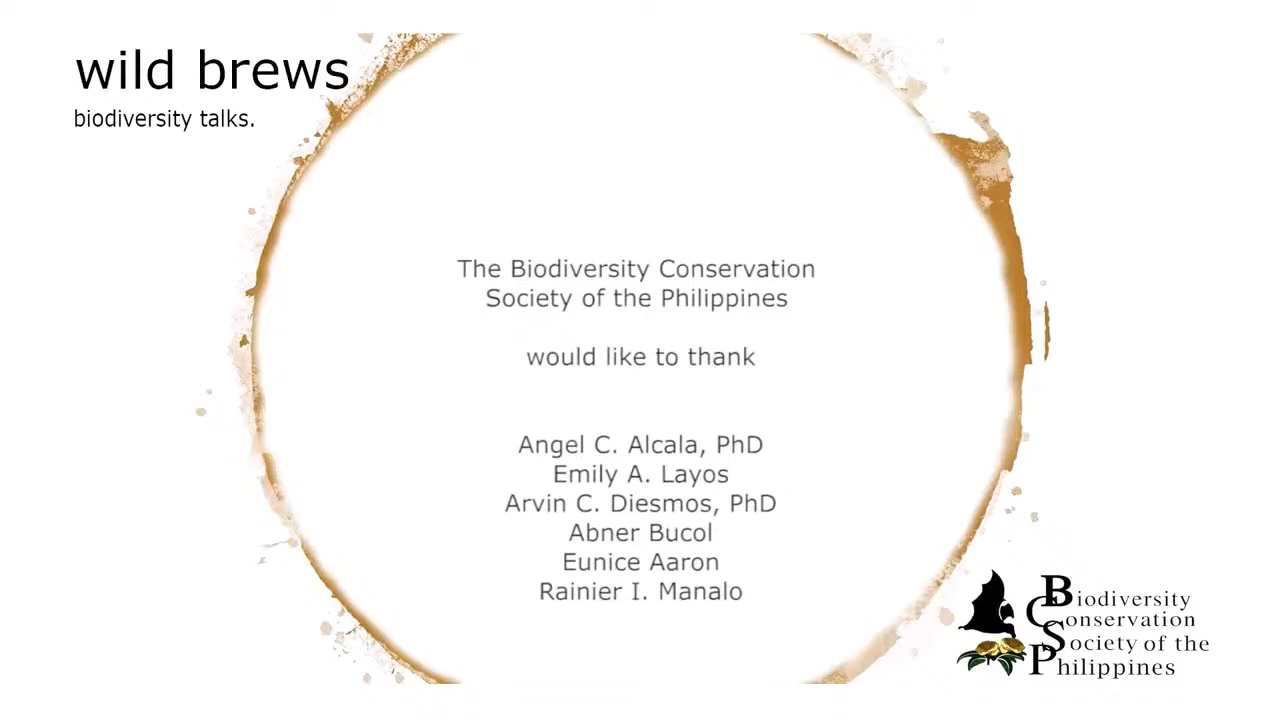 wild brews
biodiversity talks.
The Biodiversity Conservation
Society of the Philippines
would like to thank
Angel C. Alcala, PhD
Emily A. Layos
Arvin C. Diesmos, PhD
Abner Bucol
Eunice Aaron
Rainier I. Manalo
Biodiversity
Conservation
Society of the
Philippines